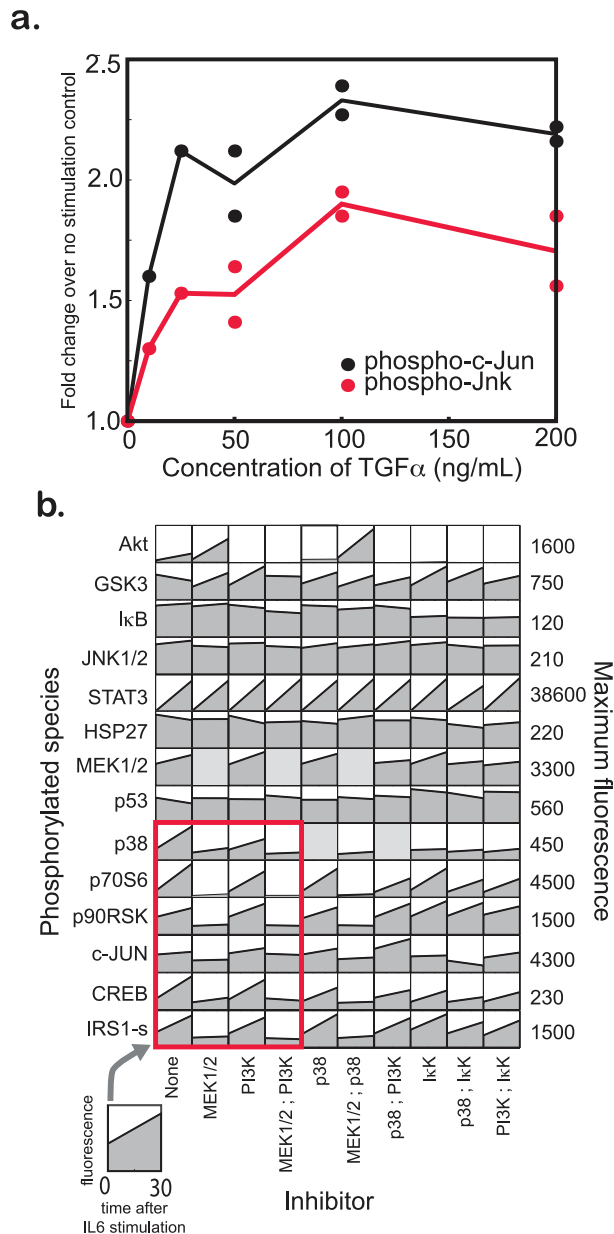 a.
Fold change over no stimulation control
2.5
2.0
1.5
1.0
0
50
100
150
200
phospho-c-Jun
phospho-Jnk
Concentration of TGFα (ng/mL)
b.
Phosphorylated species
Maximum fluorescence
Akt 1600
GSK3 750
IκB 120
JNK1/2 210
STAT3 38600
HSP27 220
MEK1/2 3300
p53 560
p38 450
p70S6 4500
p90RSK 1500
c-JUN 4300
CREB 230
IRS1-s 1500
None
MEK1/2
PI3K
MEK1/2 ; PI3K
p38
MEK1/2 ; p38
p38 ; PI3K
IκK
p38 ; IκK
PI3K ; IκK
Inhibitor
fluorescence
0 30
time after
IL6 stimulation